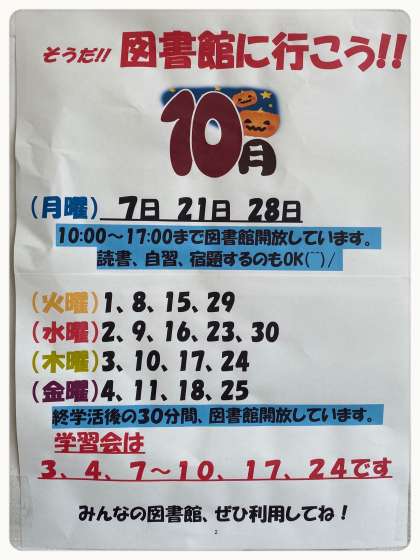 そうだ!! 図書館に行こう!!
10月
(月曜) 7日 21日 28日
10:00～17:00まで図書館開放しています。
読書、自習、宿題するのもOK(^^)/
(火曜)1、8、15、29
(水曜)2、9、16、23、30
(木曜)3、10、17、24
(金曜)4、11、18、25
終学活後の30分間、図書館開放しています。
学習会は
3、4、7～10、17、24です
みんなの図書館、ぜひ利用してね！
2